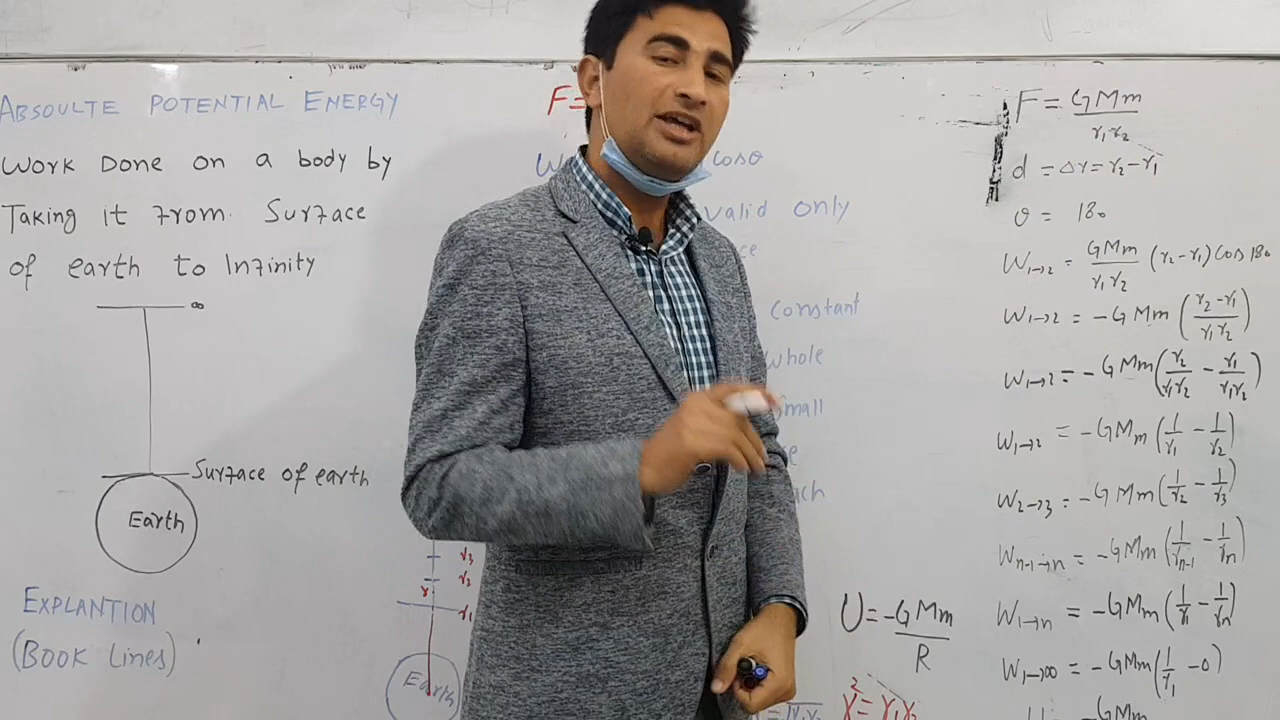 ABSOULTE POTENTIAL ENERGY
Work Done on a body by
Taking it from Surface
of earth to Infinity
∞
Surface of earth
Earth
EXPLANTION
(Book Lines)
F=
cosθ
valid only
constant
whole
small
r₃
r₂
r
r₁
Earth
U = -GMm/R
r² = r₁r₂
F = GMm/r₁r₂
d = Δr = r₂-r₁
θ = 180
W₁→₂ = GMm/r₁r₂ (r₂-r₁) Cos 180
W₁→₂ = -GMm (r₂-r₁/r₁r₂)
W₁→₂ = -GMm (r₂/r₁r₂ - r₁/r₁r₂)
W₁→₂ = -GMm (1/r₁ - 1/r₂)
W₂→₃ = -GMm (1/r₂ - 1/r₃)
Wn-1→n = -GMm (1/rn-1 - 1/rn)
W₁→n = -GMm (1/r₁ - 1/rn)
W₁→∞ = -GMm (1/r₁ - 0)